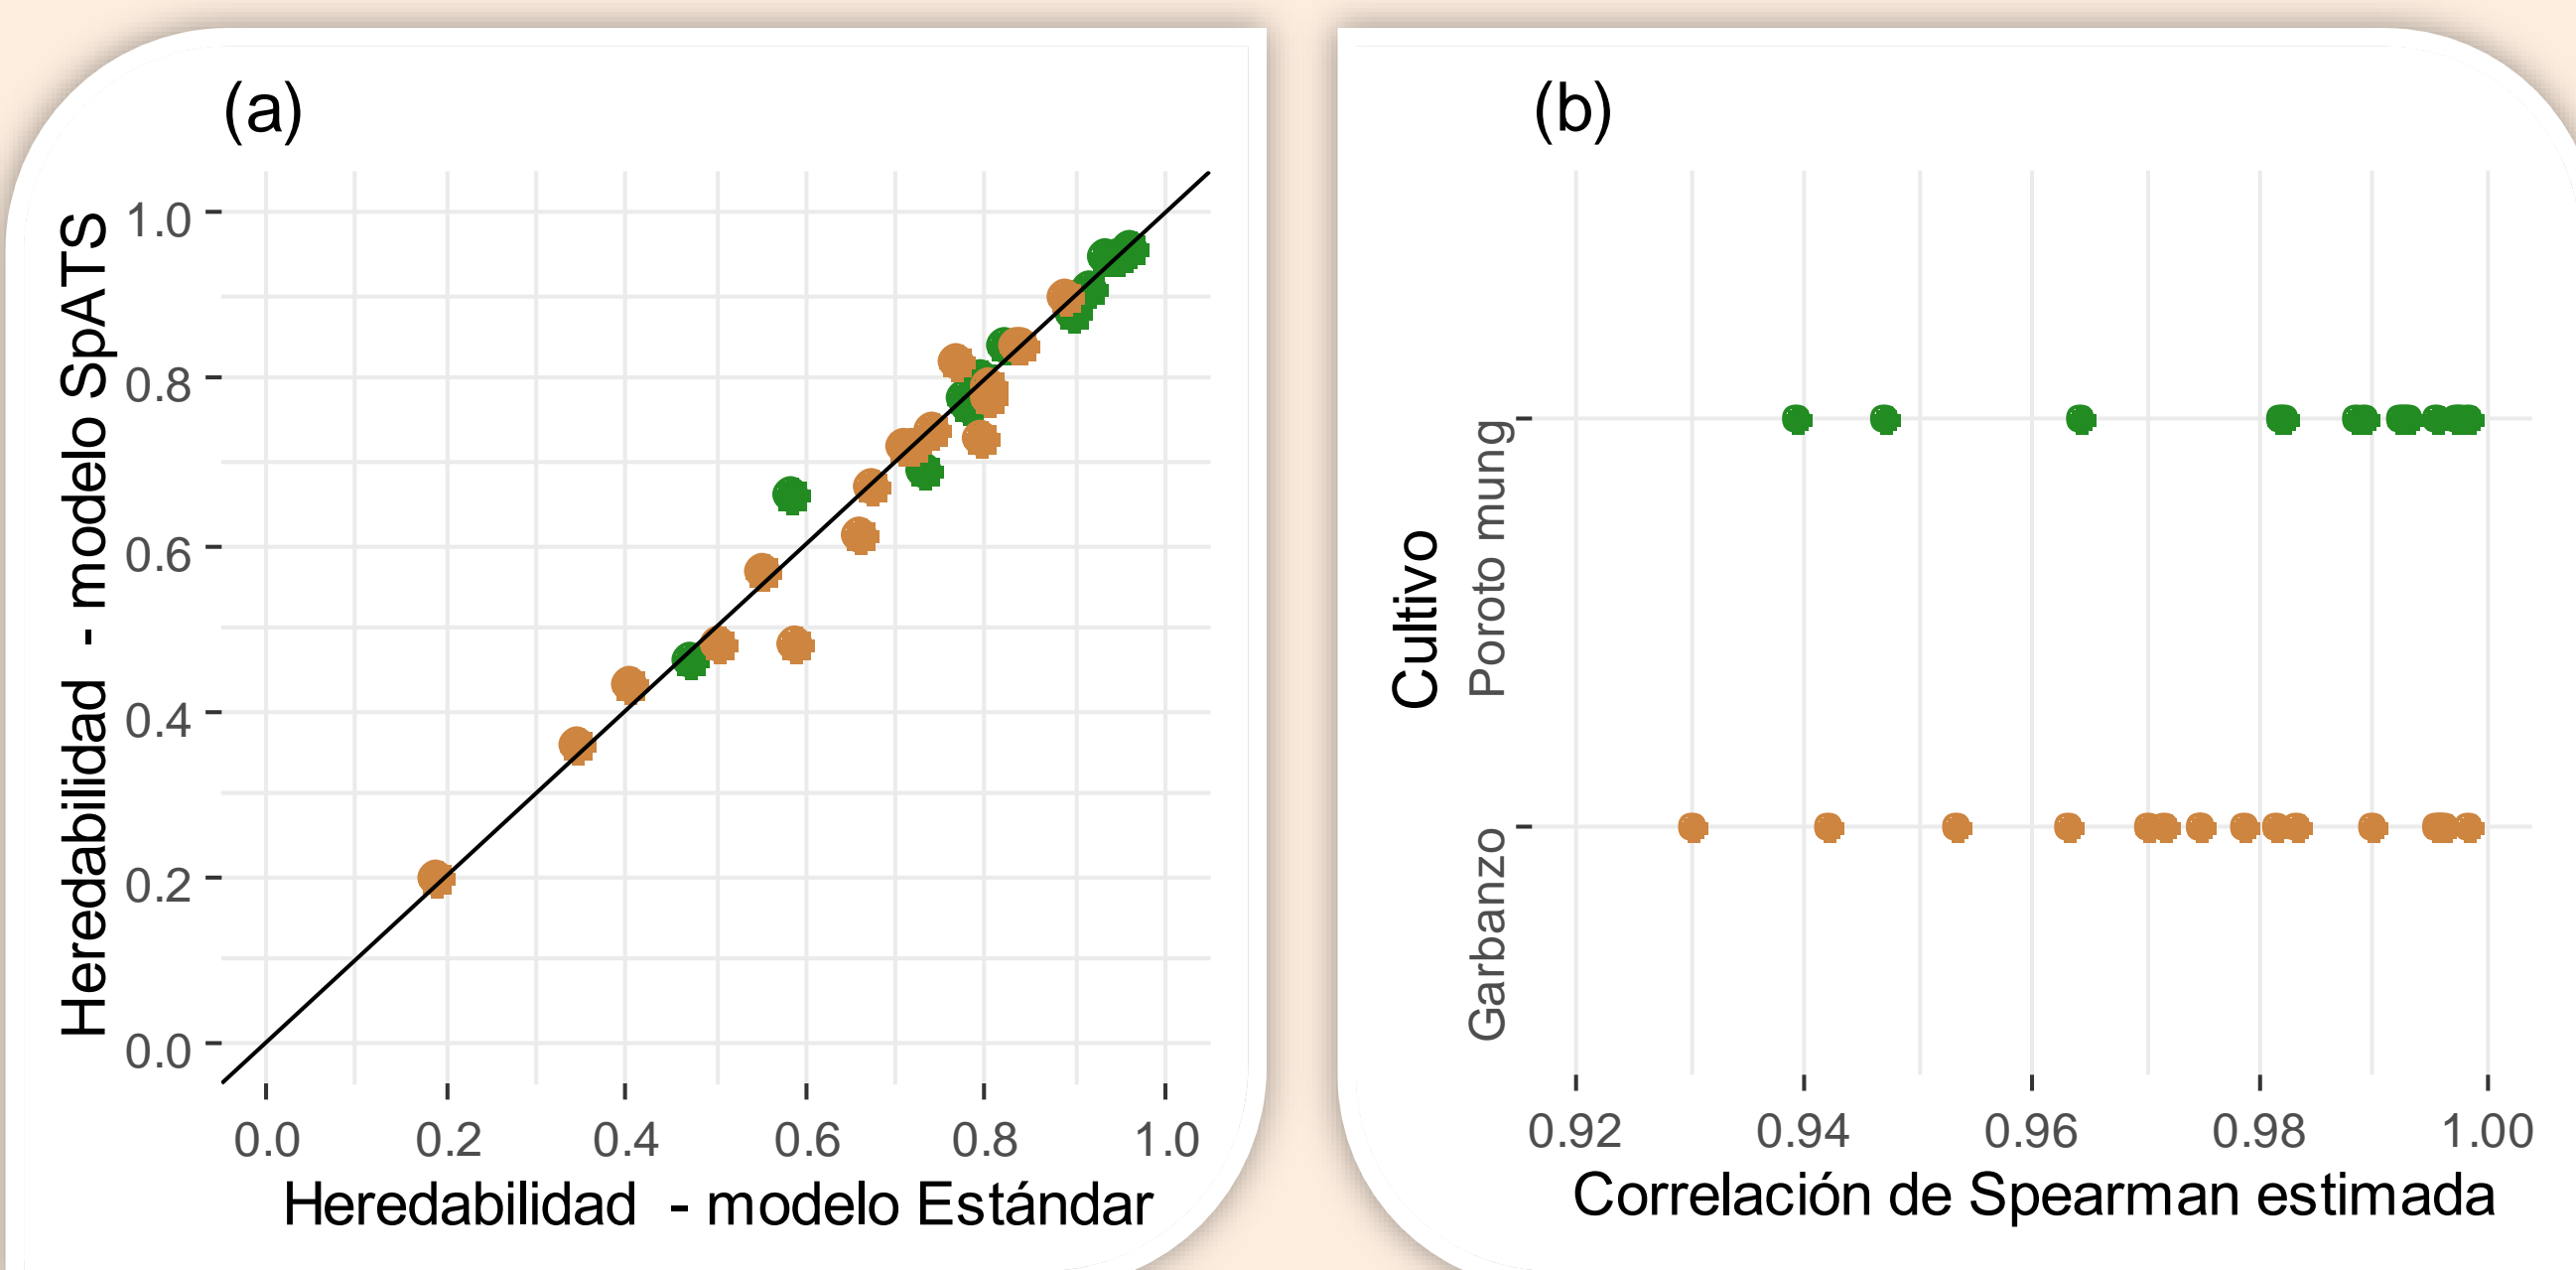 (a)
Heredabilidad - modelo SpATS
1.0
0.8
0.6
0.4
0.2
0.0
0.0 0.2 0.4 0.6 0.8 1.0
Heredabilidad - modelo Estándar
(b)
Cultivo
Poroto mung
Garbanzo
0.92 0.94 0.96 0.98 1.00
Correlación de Spearman estimada